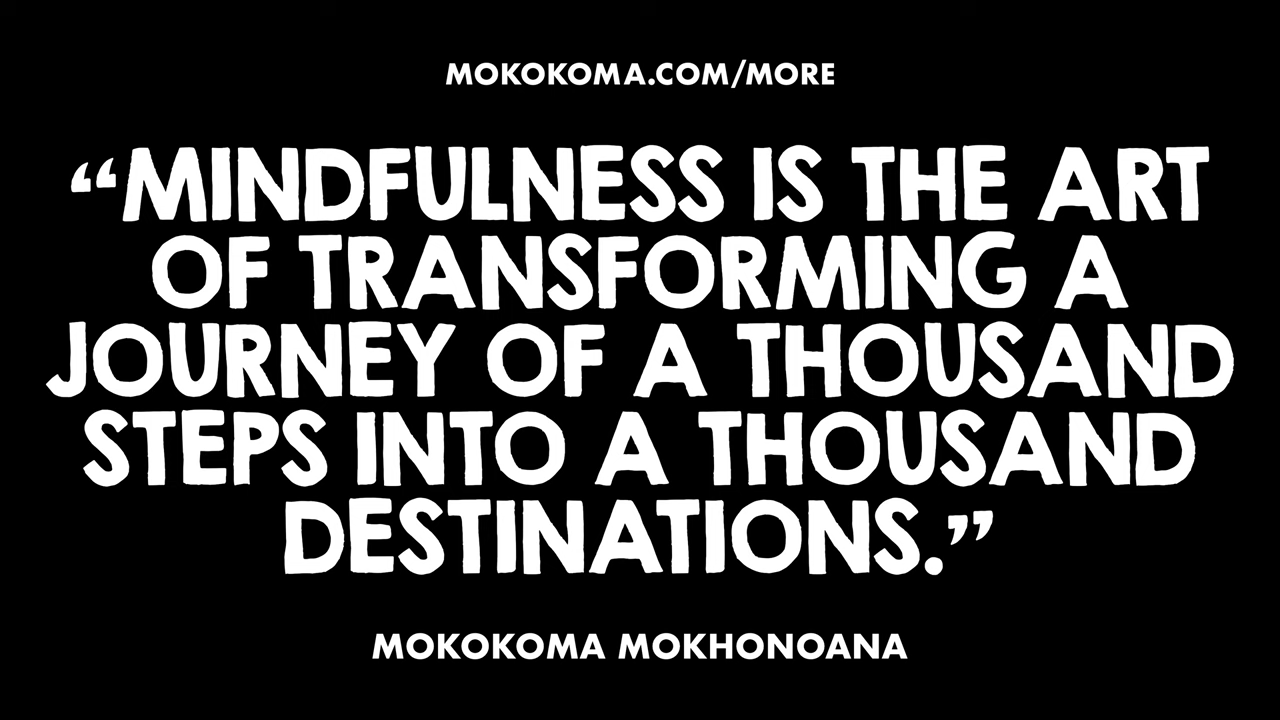 MOKOKOMA.COM/MORE
“MINDFULNESS IS THE ART
OF TRANSFORMING A
JOURNEY OF A THOUSAND
STEPS INTO A THOUSAND
DESTINATIONS.”
MOKOKOMA MOKHONOANA